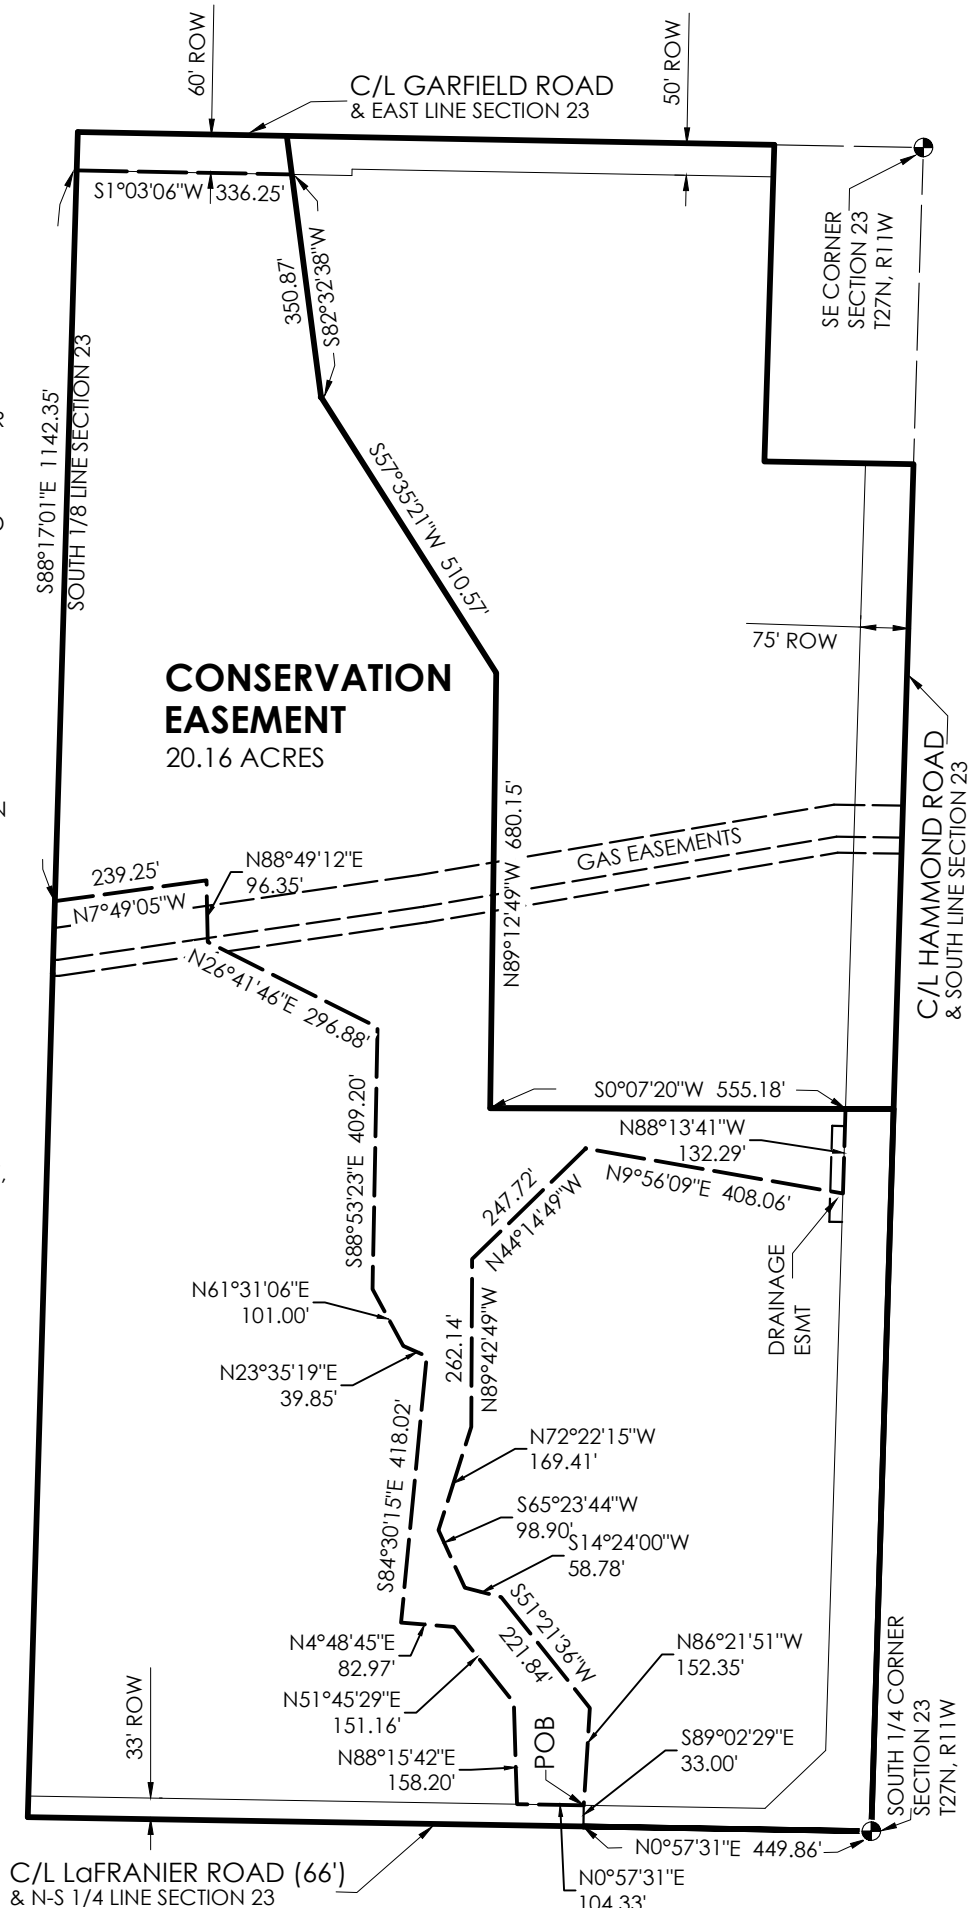 60' ROW
50' ROW
C/L GARFIELD ROAD
& EAST LINE SECTION 23
S1°03'06"W 336.25'
350.87'
S82°32'38"W
SE CORNER
SECTION 23
T27N, R11W
S88°17'01"E 1142.35'
SOUTH 1/8 LINE SECTION 23
S57°35'21"W 510.57'
75' ROW
CONSERVATION
EASEMENT
20.16 ACRES
C/L HAMMOND ROAD
& SOUTH LINE SECTION 23
N89°12'49"W 680.15'
GAS EASEMENTS
239.25'
N7°49'05"W
N88°49'12"E
96.35'
N26°41'46"E 296.88'
S88°53'23"E 409.20'
S0°07'20"W 555.18'
N88°13'41"W
132.29'
N9°56'09"E 408.06'
247.72'
N44°14'49"W
DRAINAGE
ESMT
N61°31'06"E
101.00'
262.14'
N89°42'49"W
N23°35'19"E
39.85'
S84°30'15"E 418.02'
N72°22'15"W
169.41'
S65°23'44"W
98.90'
S14°24'00"W
58.78'
S51°21'36"W
221.84'
N4°48'45"E
82.97'
N51°45'29"E
151.16'
N88°15'42"E
158.20'
N86°21'51"W
152.35'
S89°02'29"E
33.00'
POB
33' ROW
SOUTH 1/4 CORNER
SECTION 23
T27N, R11W
N0°57'31"E 449.86'
N0°57'31"E
104.33'
C/L LaFRANIER ROAD (66')
& N-S 1/4 LINE SECTION 23